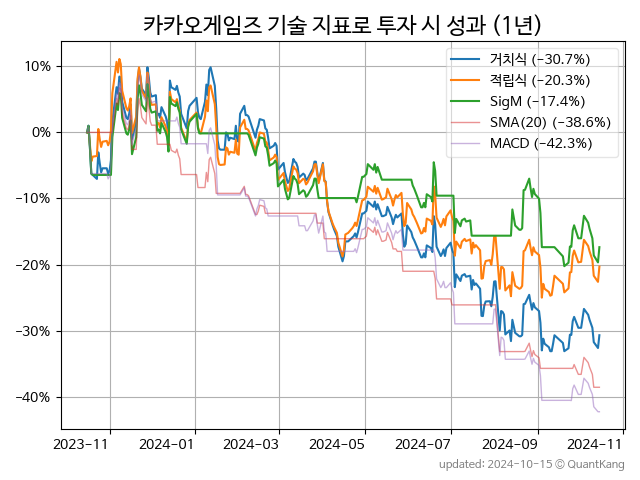 카카오게임즈 기술 지표로 투자 시 성과 (1년)
거치식 (−30.7%)
적립식 (−20.3%)
SigM (−17.4%)
SMA(20) (−38.6%)
MACD (−42.3%)
10%
0%
−10%
−20%
−30%
−40%
2023-11 2024-01 2024-03 2024-05 2024-07 2024-09 2024-11
updated: 2024-10-15 © QuantKang